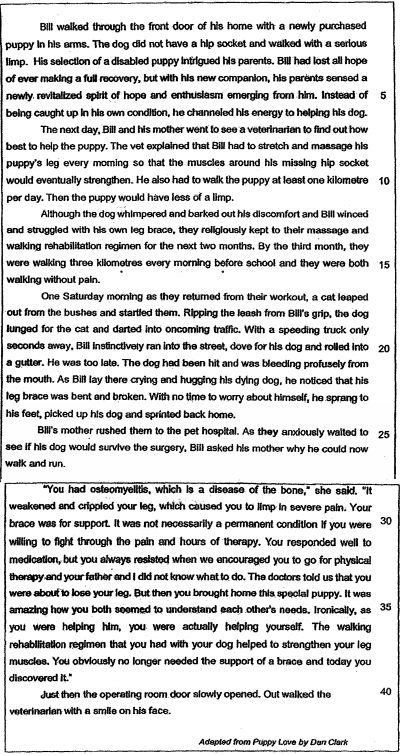 Bill walked through the front door of his home with a newly purchased
puppy in his arms. The dog did not have a hip socket and walked with a serious
limp. His selection of a disabled puppy intrigued his parents. Bill had lost all hope
of ever making a full recovery, but with his new companion, his parents sensed a
newly revitalized spirit of hope and enthusiasm emerging from him. Instead of 5
being caught up in his own condition, he channeled his energy to helping his dog.
The next day, Bill and his mother went to see a veterinarian to find out how
best to help the puppy. The vet explained that Bill had to stretch and massage his
puppy's leg every morning so that the muscles around his missing hip socket
would eventually strengthen. He also had to walk the puppy at least one kilometre 10
per day. Then the puppy would have less of a limp.
Although the dog whimpered and barked out his discomfort and Bill winced
and struggled with his own leg brace, they religiously kept to their massage and
walking rehabilitation regimen for the next two months. By the third month, they
were walking three kilometres every morning before school and they were both 15
walking without pain.
One Saturday morning as they returned from their workout, a cat leaped
out from the bushes and startled them. Ripping the leash from Bill's grip, the dog
lunged for the cat and darted into oncoming traffic. With a speeding truck only
seconds away, Bill instinctively ran into the street, dove for his dog and rolled into 20
a gutter. He was too late. The dog had been hit and was bleeding profusely from
the mouth. As Bill lay there crying and hugging his dying dog, he noticed that his
leg brace was bent and broken. With no time to worry about himself, he sprang to
his feet, picked up his dog and sprinted back home.
Bill's mother rushed them to the pet hospital. As they anxiously waited to 25
see if his dog would survive the surgery, Bill asked his mother why he could now
walk and run.
"You had osteomyelitis, which is a disease of the bone," she said. "It
weakened and crippled your leg, which caused you to limp in severe pain. Your
brace was for support. It was not necessarily a permanent condition if you were 30
willing to fight through the pain and hours of therapy. You responded well to
medication, but you always resisted when we encouraged you to go for physical
therapy and your father and I did not know what to do. The doctors told us that you
were about to lose your leg. But then you brought home this special puppy. It was
amazing how you both seemed to understand each other's needs. Ironically, as 35
you were helping him, you were actually helping yourself. The walking
rehabilitation regimen that you had with your dog helped to strengthen your leg
muscles. You obviously no longer needed the support of a brace and today you
discovered it."
Just then the operating room door slowly opened. Out walked the 40
veterinarian with a smile on his face.
Adapted from Puppy Love by Dan Clark